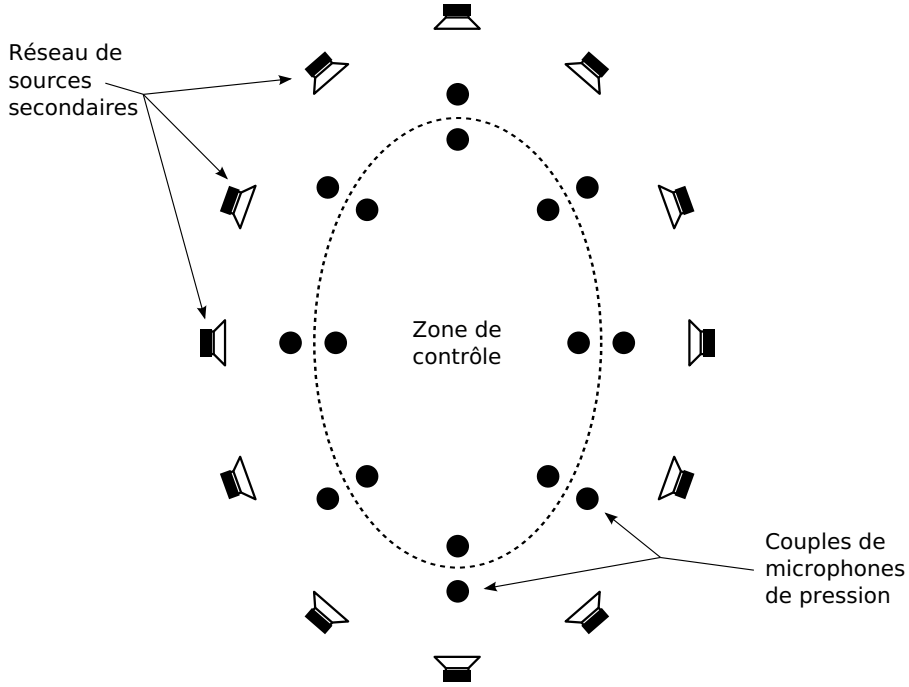 Réseau de
sources
secondaires
Zone de
contrôle
Couples de
microphones
de pression